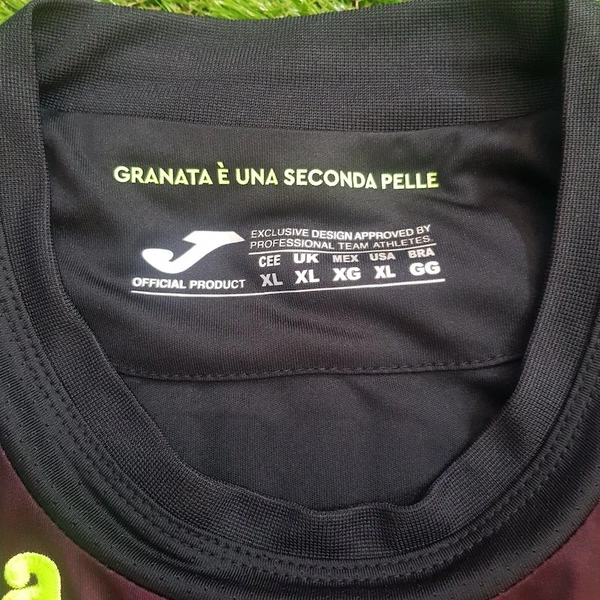 GRANATA È UNA SECONDA PELLE
EXCLUSIVE DESIGN APPROVED BY
PROFESSIONAL TEAM ATHLETES.
CEE UK MEX USA BRA
XL XL XG XL GG
OFFICIAL PRODUCT
a